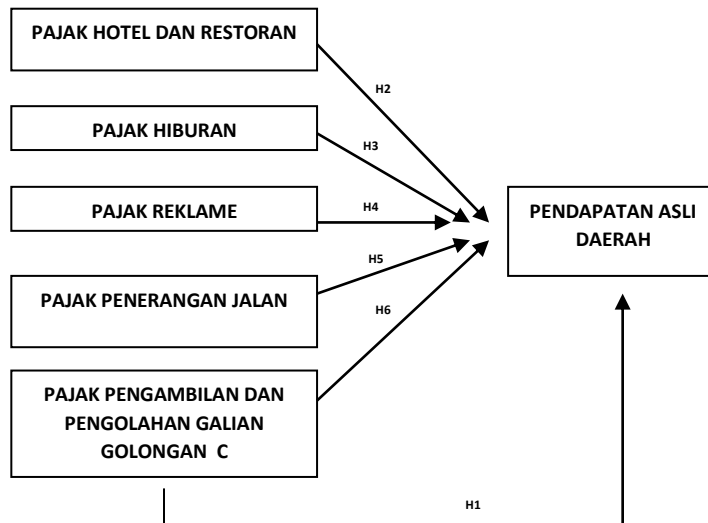 PAJAK HOTEL DAN RESTORAN
H2
PAJAK HIBURAN
H3
PAJAK REKLAME
H4
PENDAPATAN ASLI
DAERAH
H5
PAJAK PENERANGAN JALAN
H6
PAJAK PENGAMBILAN DAN
PENGOLAHAN GALIAN
GOLONGAN C
H1